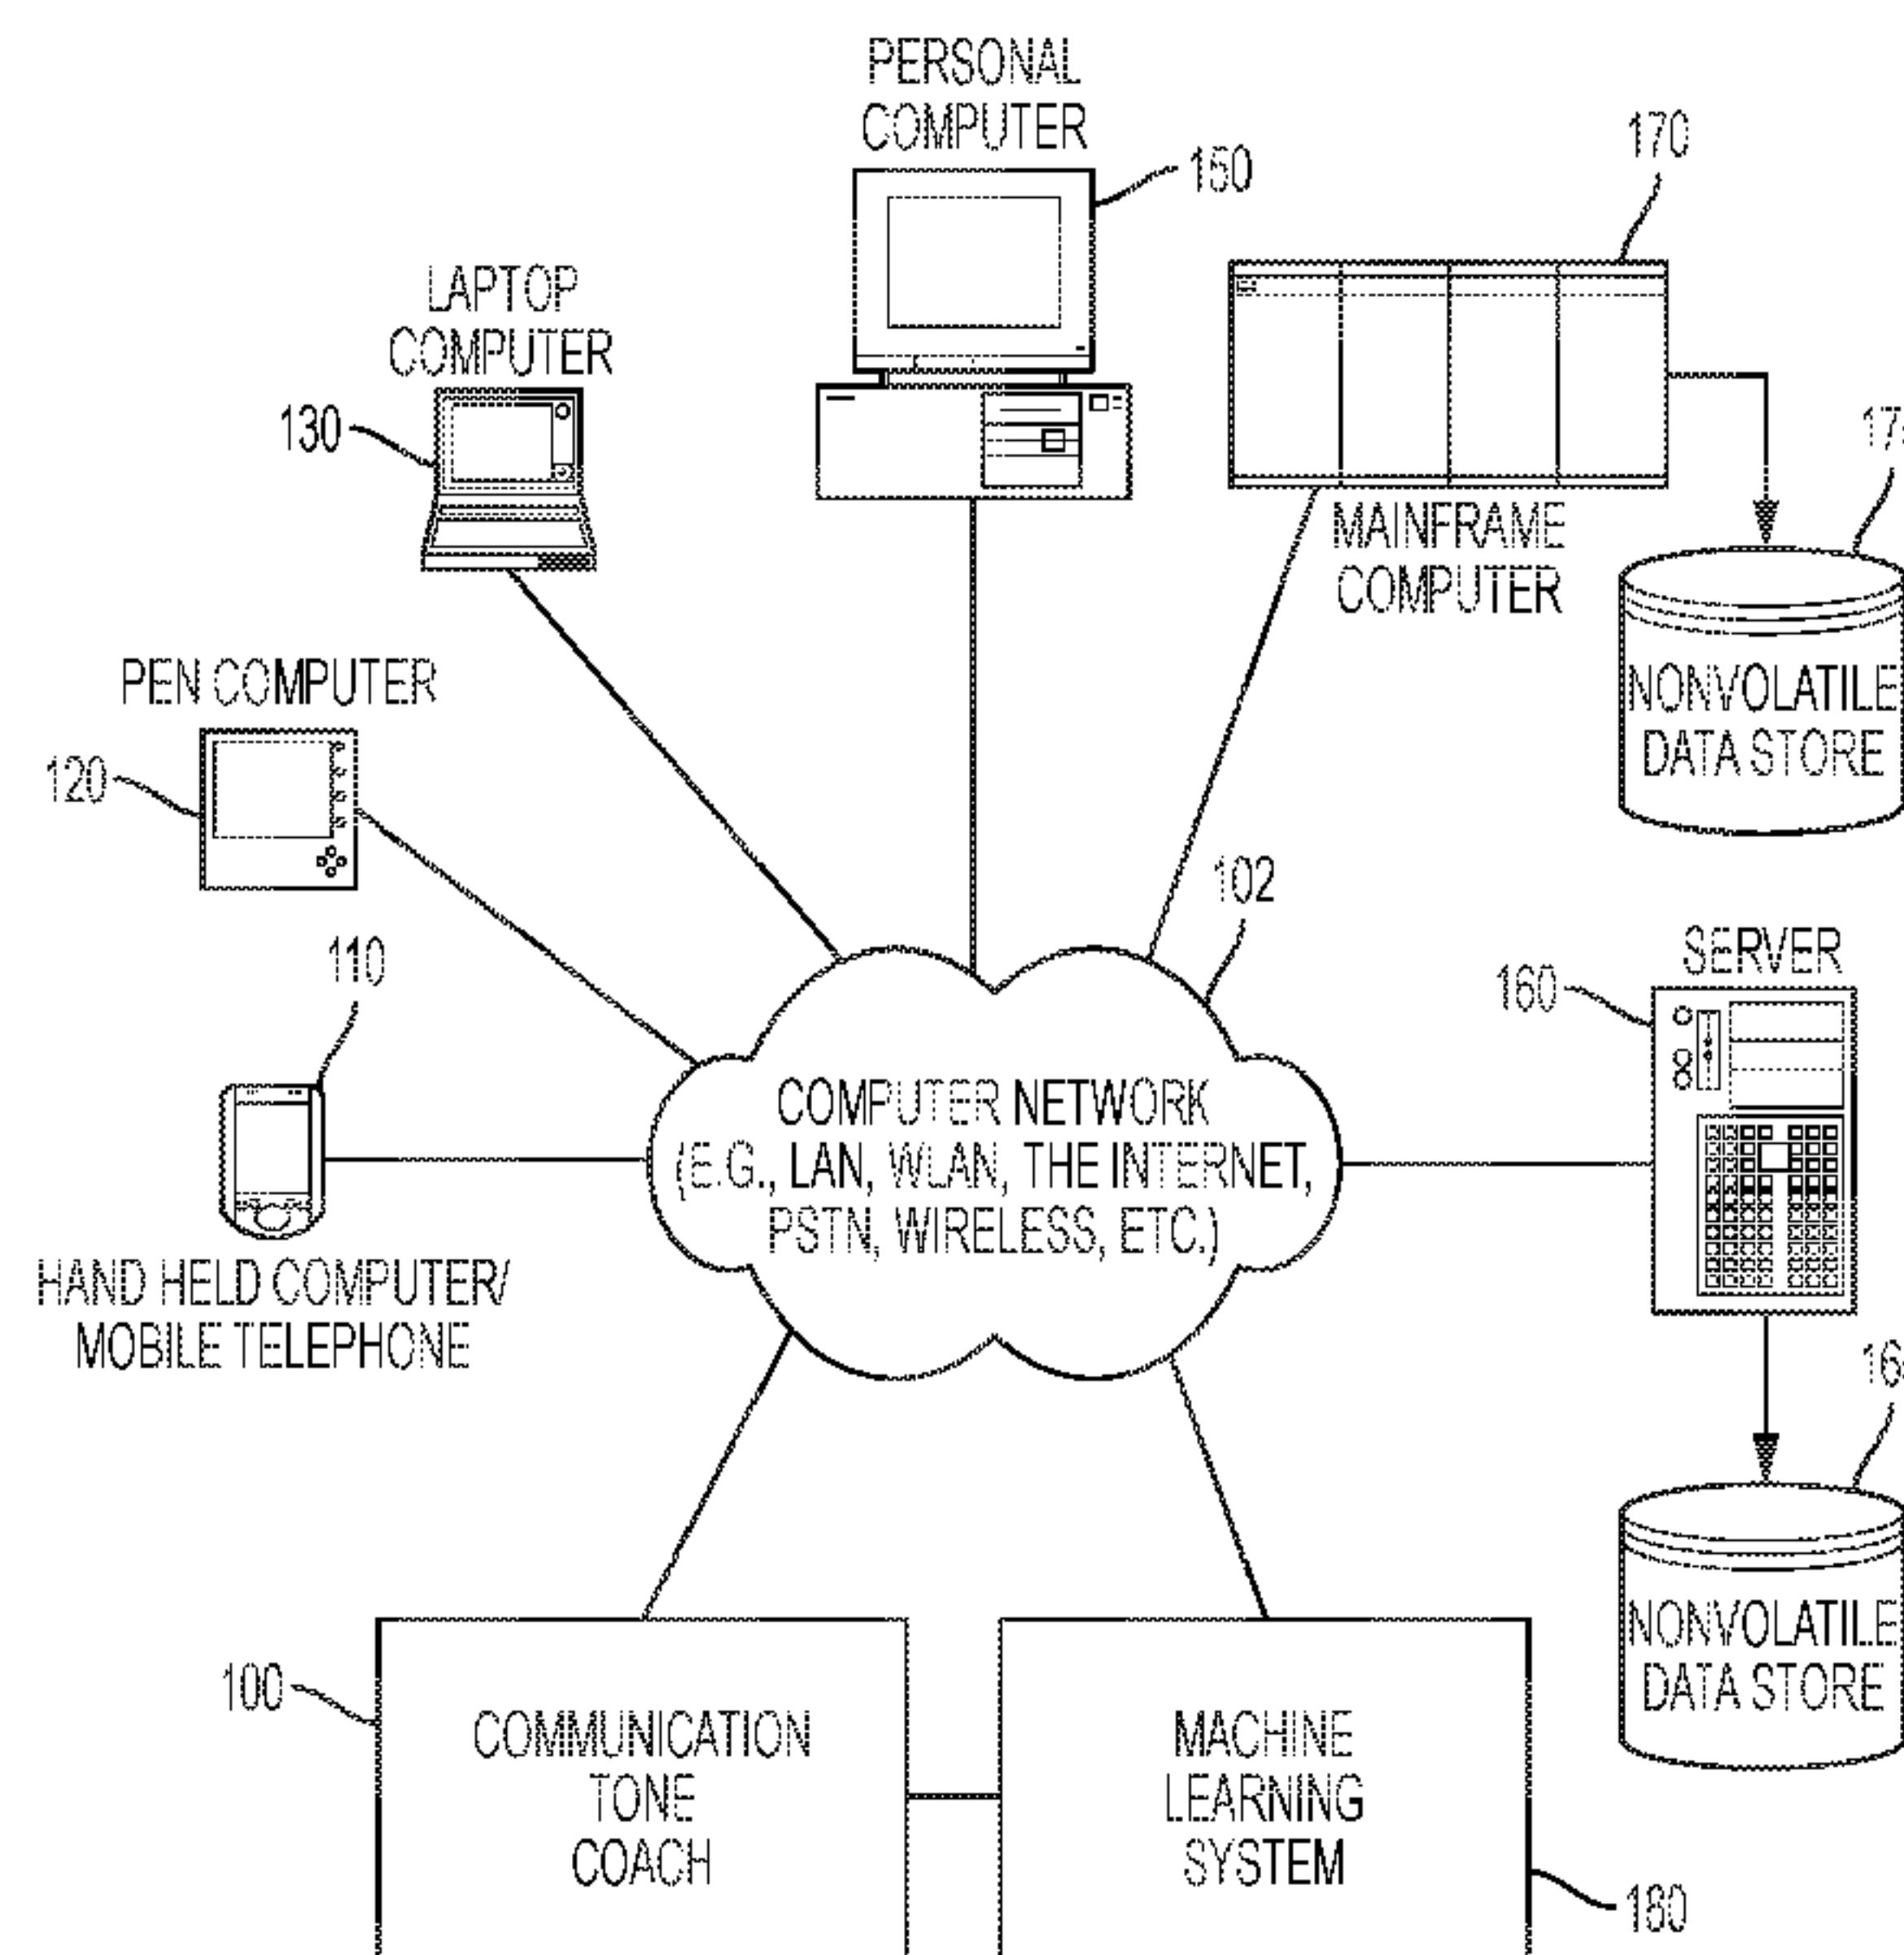 PERSONAL
COMPUTER
150
170
LAPTOP
COMPUTER
130
MAINFRAME
COMPUTER
NONVOLATILE
DATA STORE
PEN COMPUTER
120
102
110
SERVER
160
COMPUTER NETWORK
(E.G., LAN, WLAN, THE INTERNET,
PSTN, WIRELESS, ETC.)
HAND HELD COMPUTER/
MOBILE TELEPHONE
NONVOLATILE
DATA STORE
100
COMMUNICATION
TONE
COACH
MACHINE
LEARNING
SYSTEM
180